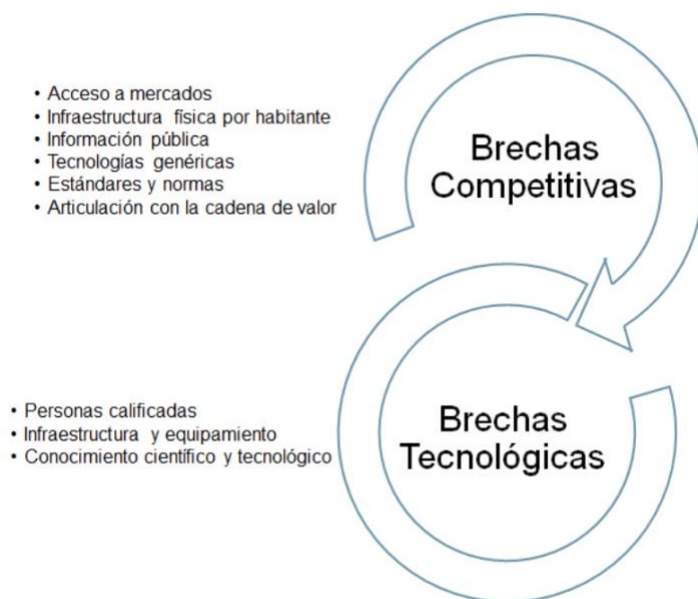 • Acceso a mercados
• Infraestructura física por habitante
• Información pública
• Tecnologías genéricas
• Estándares y normas
• Articulación con la cadena de valor
Brechas
Competitivas
• Personas calificadas
• Infraestructura y equipamiento
• Conocimiento científico y tecnológico
Brechas
Tecnológicas